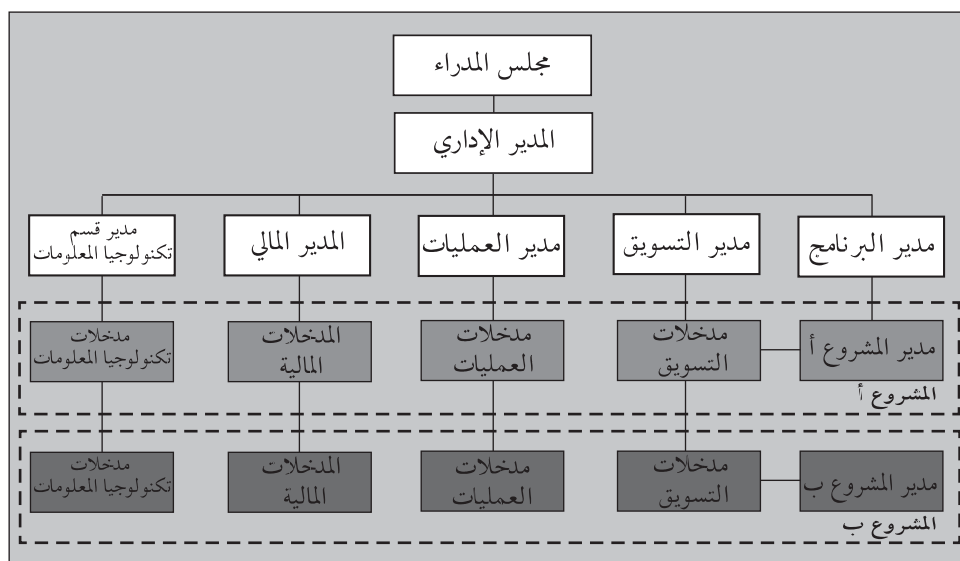 مجلس المدراء
المدير الإداري
مدير البرنامج
مدير التسويق
مدير العمليات
المدير المالي
مدير قسم
تكنولوجيا المعلومات
مدير المشروع أ
مدخلات
التسويق
مدخلات
العمليات
المدخلات
المالية
مدخلات
تكنولوجيا المعلومات
المشروع أ
مدير المشروع ب
مدخلات
التسويق
مدخلات
العمليات
المدخلات
المالية
مدخلات
تكنولوجيا المعلومات
المشروع ب